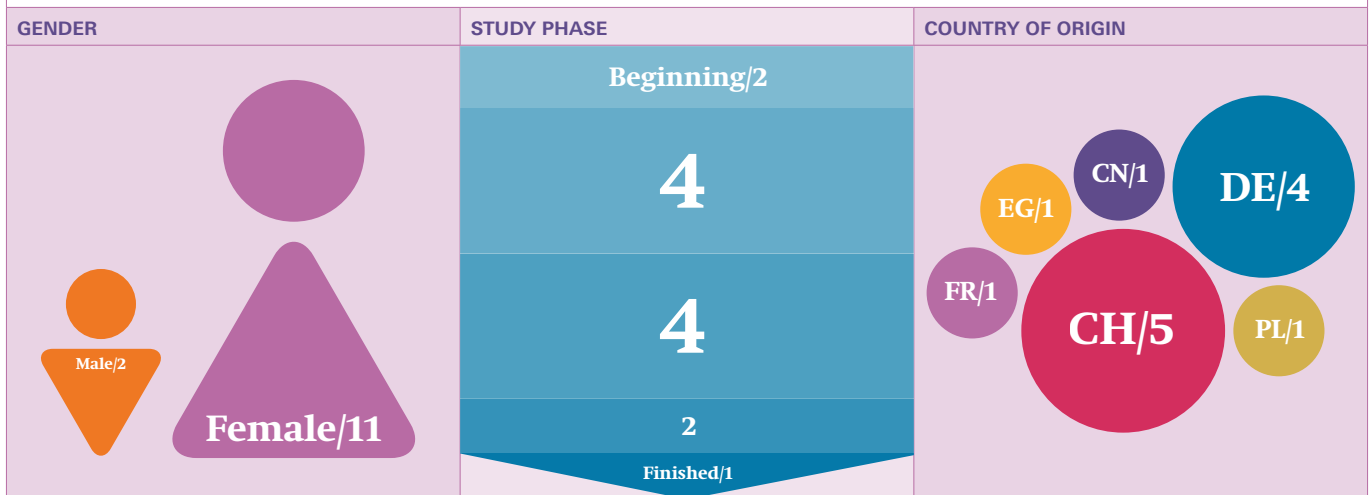 GENDER
STUDY PHASE
COUNTRY OF ORIGIN
Male/2
Female/11
Beginning/2
4
4
2
Finished/1
CN/1
DE/4
EG/1
FR/1
CH/5
PL/1